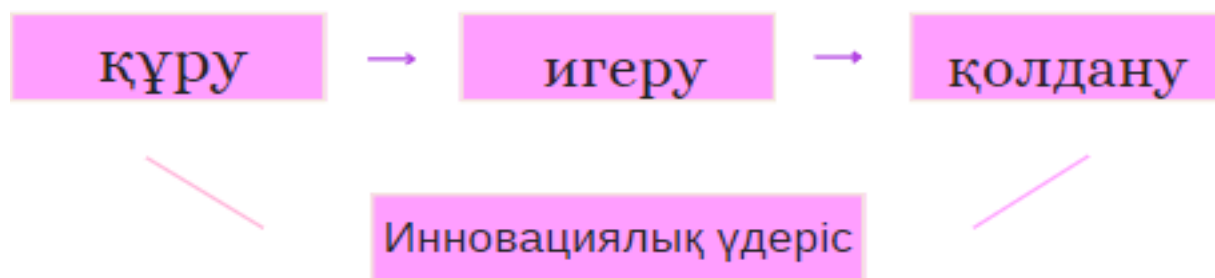 құру
игеру
қолдану
Инновациялық үдеріс